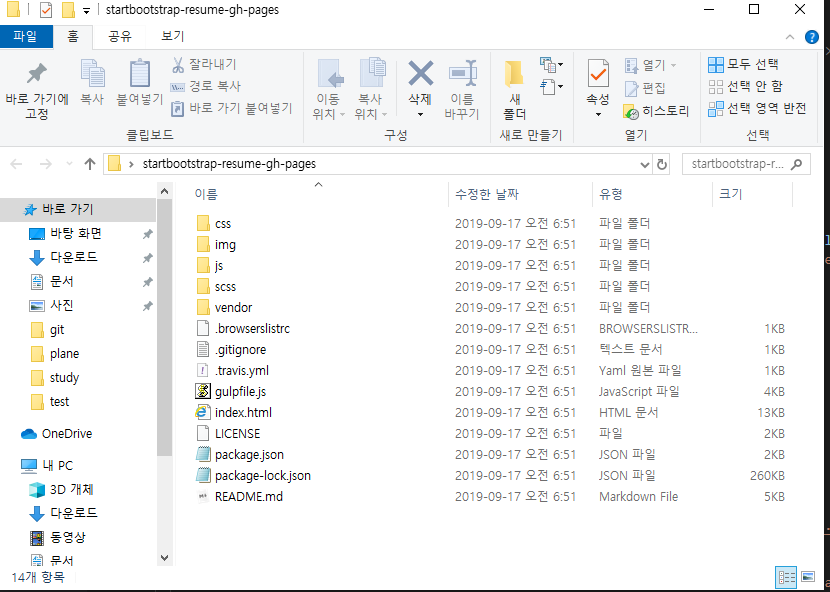 startbootstrap-resume-gh-pages
파일 홈 공유 보기
바로 가기에 고정
복사
붙여넣기
잘라내기
경로 복사
바로 가기 붙여넣기
클립보드
이동 위치
복사 위치
삭제
이름 바꾸기
구성
새 폴더
새로 만들기
속성
열기
편집
히스토리
열기
모두 선택
선택 안 함
선택 영역 반전
선택
startbootstrap-resume-gh-pages
startbootstrap-r...
바로 가기
바탕 화면
다운로드
문서
사진
git
plane
study
test
OneDrive
내 PC
3D 개체
다운로드
동영상
문서
이름 수정한 날짜 유형 크기
css 2019-09-17 오전 6:51 파일 폴더
img 2019-09-17 오전 6:51 파일 폴더
js 2019-09-17 오전 6:51 파일 폴더
scss 2019-09-17 오전 6:51 파일 폴더
vendor 2019-09-17 오전 6:51 파일 폴더
.browserslistrc 2019-09-17 오전 6:51 BROWSERSLISTR... 1KB
.gitignore 2019-09-17 오전 6:51 텍스트 문서 1KB
.travis.yml 2019-09-17 오전 6:51 Yaml 원본 파일 1KB
gulpfile.js 2019-09-17 오전 6:51 JavaScript 파일 4KB
index.html 2019-09-17 오전 6:51 HTML 문서 13KB
LICENSE 2019-09-17 오전 6:51 파일 2KB
package.json 2019-09-17 오전 6:51 JSON 파일 2KB
package-lock.json 2019-09-17 오전 6:51 JSON 파일 260KB
README.md 2019-09-17 오전 6:51 Markdown File 5KB
14개 항목